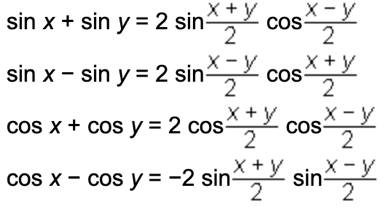 sin x + sin y = 2 sin (x + y)/2 cos (x − y)/2
sin x − sin y = 2 sin (x − y)/2 cos (x + y)/2
cos x + cos y = 2 cos (x + y)/2 cos (x − y)/2
cos x − cos y = −2 sin (x + y)/2 sin (x − y)/2